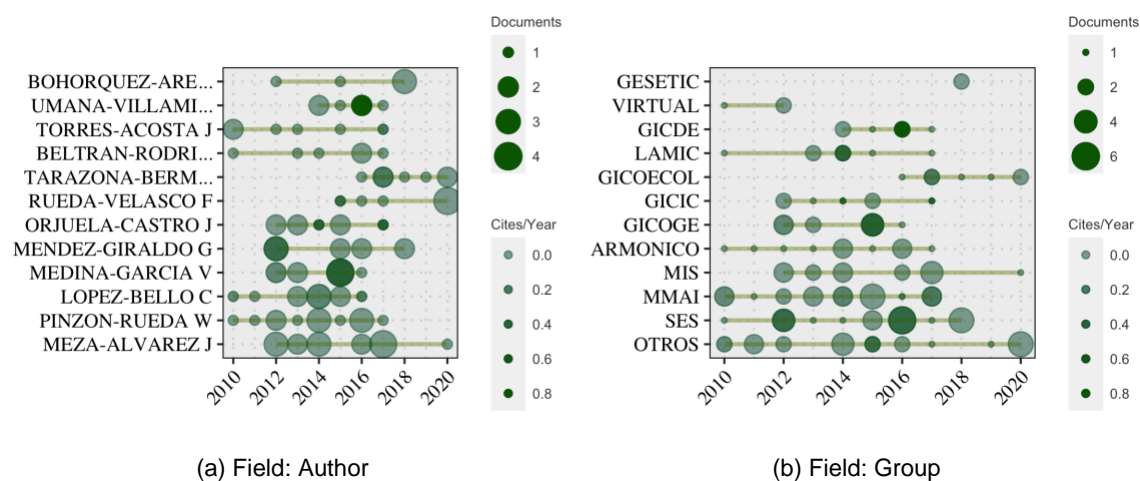 Documents
1
2
3
4
Cites/Year
0.0
0.2
0.4
0.6
0.8
BOHORQUEZ-ARE...
UMANA-VILLAMI...
TORRES-ACOSTA J
BELTRAN-RODRI...
TARAZONA-BERM...
RUEDA-VELASCO F
ORJUELA-CASTRO J
MENDEZ-GIRALDO G
MEDINA-GARCIA V
LOPEZ-BELLO C
PINZON-RUEDA W
MEZA-ALVAREZ J
2010 2012 2014 2016 2018 2020
(a) Field: Author
Documents
1
2
4
6
Cites/Year
0.0
0.2
0.4
0.6
0.8
GESETIC
VIRTUAL
GICDE
LAMIC
GICOECOL
GICIC
GICOGE
ARMONICO
MIS
MMAI
SES
OTROS
2010 2012 2014 2016 2018 2020
(b) Field: Group